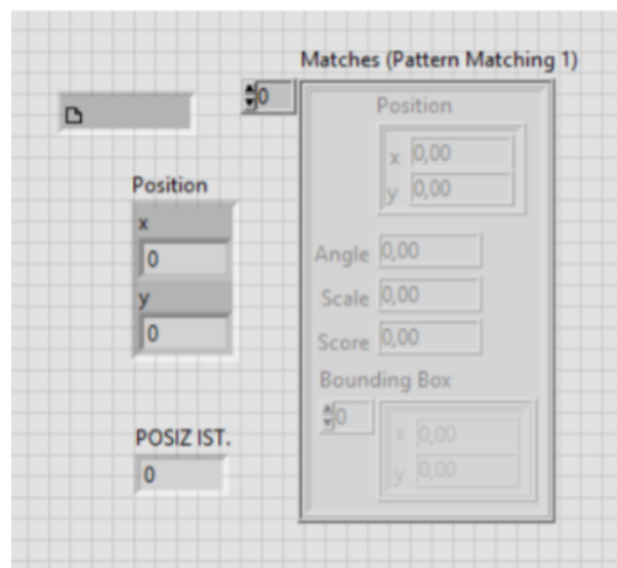 Matches (Pattern Matching 1)
0
Position
x 0,00
y 0,00
Position
x
0
y
0
Angle 0,00
Scale 0,00
Score 0,00
Bounding Box
0
x 0,00
y 0,00
POSIZ IST.
0